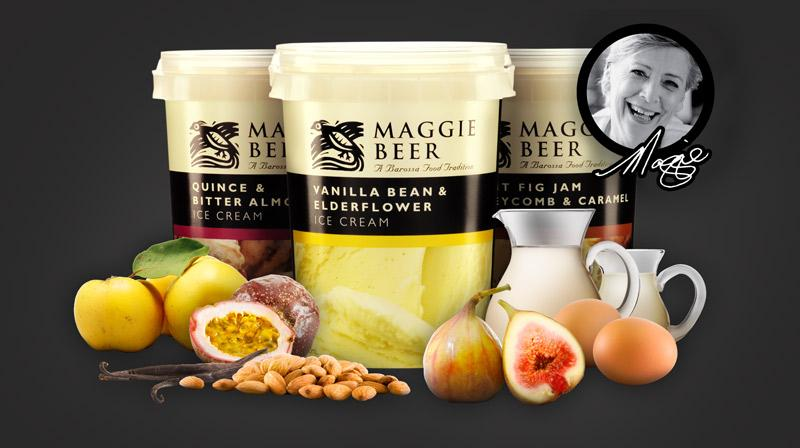 MAGGIE
BEER
A Barossa Food Tradition
QUINCE &
BITTER ALMO
ICE CREAM
MAGGIE
BEER
A Barossa Food Tradition
VANILLA BEAN &
ELDERFLOWER
ICE CREAM
MAGG
BEER
A Barossa Food Tradition
T FIG JAM
EYCOMB & CARAMEL
Maggie